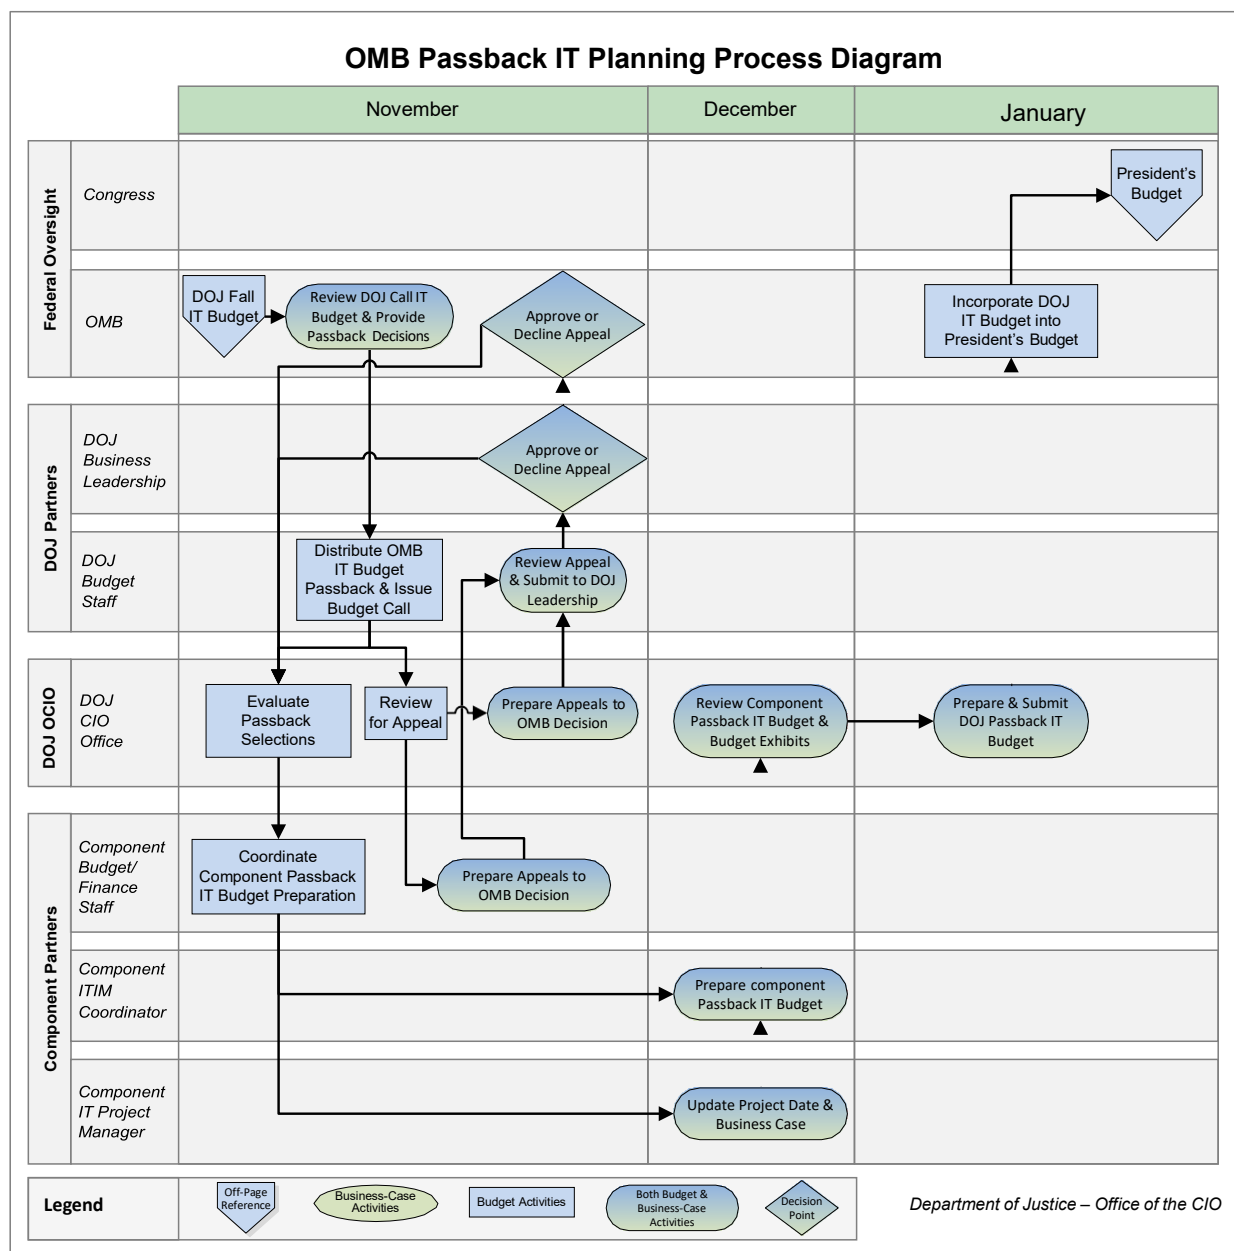 OMB Passback IT Planning Process Diagram
November
December
January
Federal Oversight
Congress
President's
Budget
OMB
DOJ Fall
IT Budget
Review DOJ Call IT
Budget & Provide
Passback Decisions
Approve or
Decline Appeal
Incorporate DOJ
IT Budget into
President's Budget
DOJ Partners
DOJ
Business
Leadership
Approve or
Decline Appeal
DOJ
Budget
Staff
Distribute OMB
IT Budget
Passback & Issue
Budget Call
Review Appeal
& Submit to DOJ
Leadership
DOJ OCIO
DOJ
CIO
Office
Evaluate
Passback
Selections
Review
for Appeal
Prepare Appeals to
OMB Decision
Review Component
Passback IT Budget &
Budget Exhibits
Prepare & Submit
DOJ Passback IT
Budget
Component Partners
Component
Budget/
Finance
Staff
Coordinate
Component Passback
IT Budget Preparation
Prepare Appeals to
OMB Decision
Component
ITIM
Coordinator
Prepare component
Passback IT Budget
Component
IT Project
Manager
Update Project Date &
Business Case
Legend
Off-Page
Reference
Business-Case
Activities
Budget Activities
Both Budget &
Business-Case
Activities
Decision
Point
Department of Justice – Office of the CIO